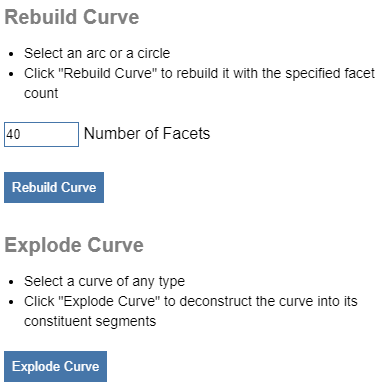 Rebuild Curve
• Select an arc or a circle
• Click "Rebuild Curve" to rebuild it with the specified facet
count
40 Number of Facets
Rebuild Curve
Explode Curve
• Select a curve of any type
• Click "Explode Curve" to deconstruct the curve into its
constituent segments
Explode Curve